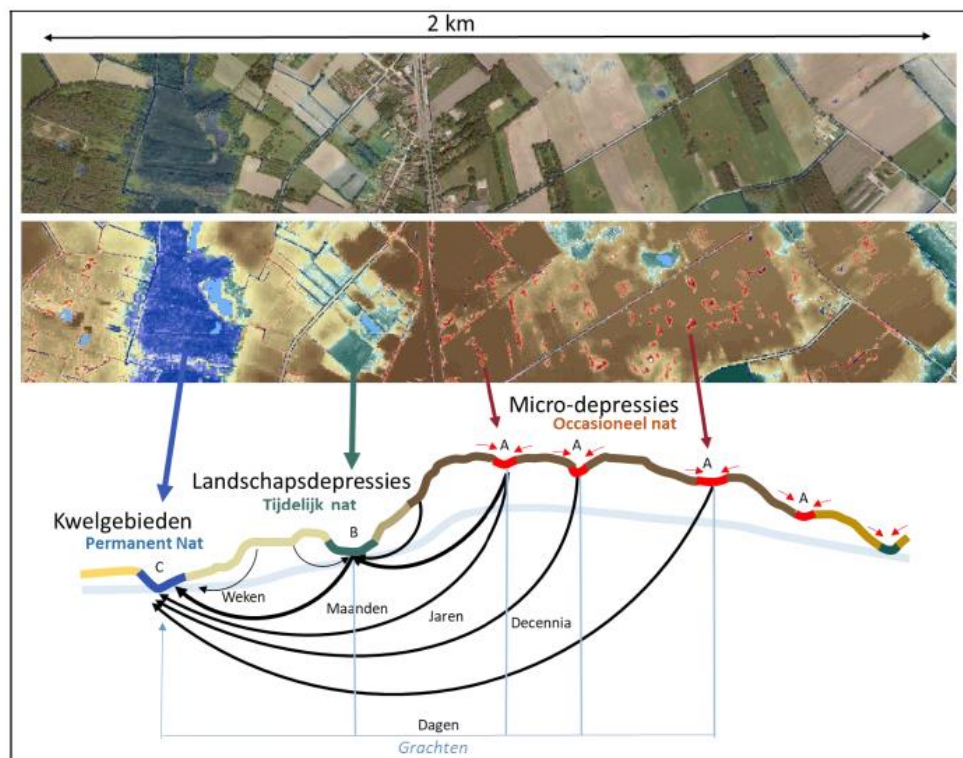 2 km
Micro-depressies
Occasioneel nat
A
A
A
Landschapsdepressies
Tijdelijk nat
A
Kwelgebieden
Permanent Nat
B
C
Weken
Maanden
Jaren
Decennia
Dagen
Grachten